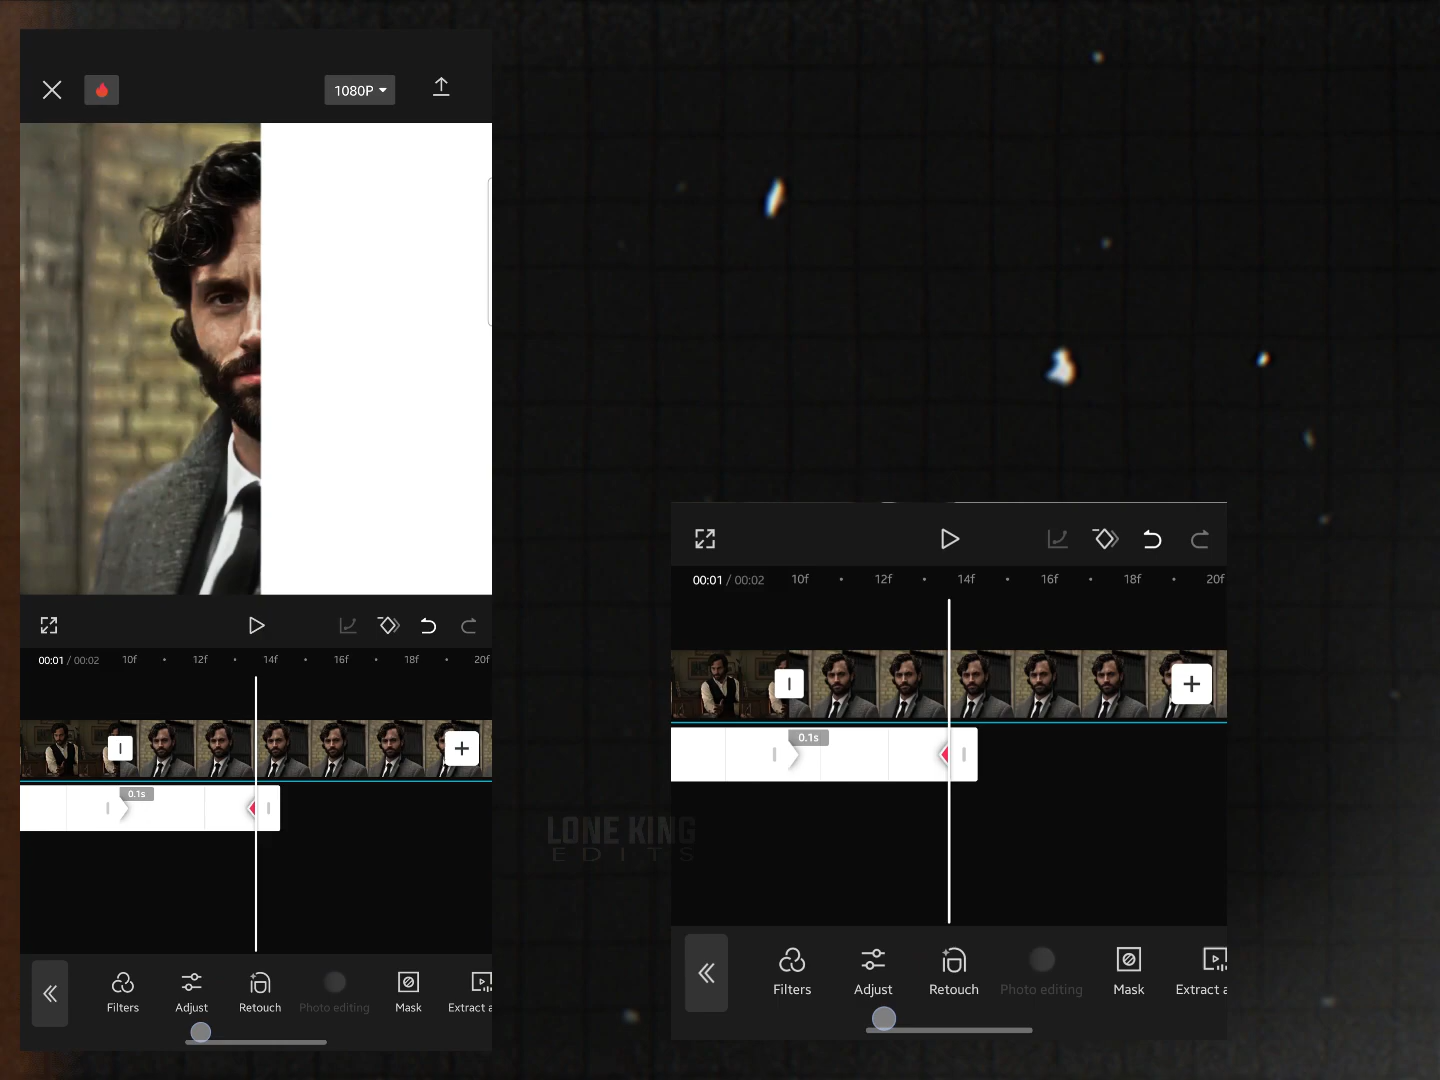 1080P
00:01 / 00:02 10f 12f 14f 16f 18f 20f
0.1s
Filters Adjust Retouch Photo editing Mask Extract a
00:01 / 00:02 10f 12f 14f 16f 18f 20f
0.1s
LONE KING
EDITS
Filters Adjust Retouch Photo editing Mask Extract a